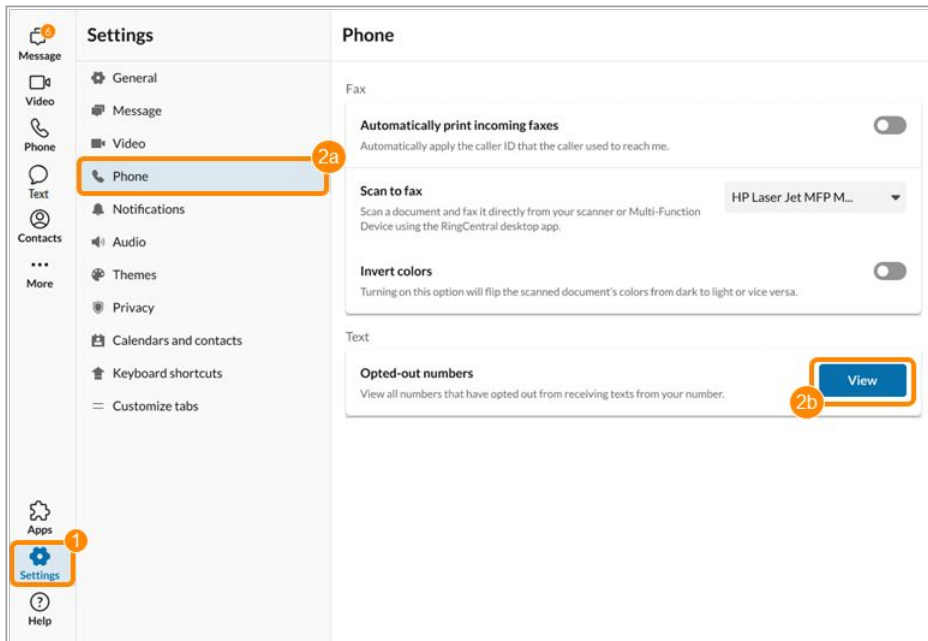 6
Message
Video
Phone
Text
Contacts
More
Apps
1
Settings
Help
Settings
General
Message
Video
2a
Phone
Notifications
Audio
Themes
Privacy
Calendars and contacts
Keyboard shortcuts
Customize tabs
Phone
Fax
Automatically print incoming faxes
Automatically apply the caller ID that the caller used to reach me.
Scan to fax
Scan a document and fax it directly from your scanner or Multi-Function
Device using the RingCentral desktop app.
HP Laser Jet MFP M...
Invert colors
Turning on this option will flip the scanned document's colors from dark to light or vice versa.
Text
Opted-out numbers
View all numbers that have opted out from receiving texts from your number.
View
2b